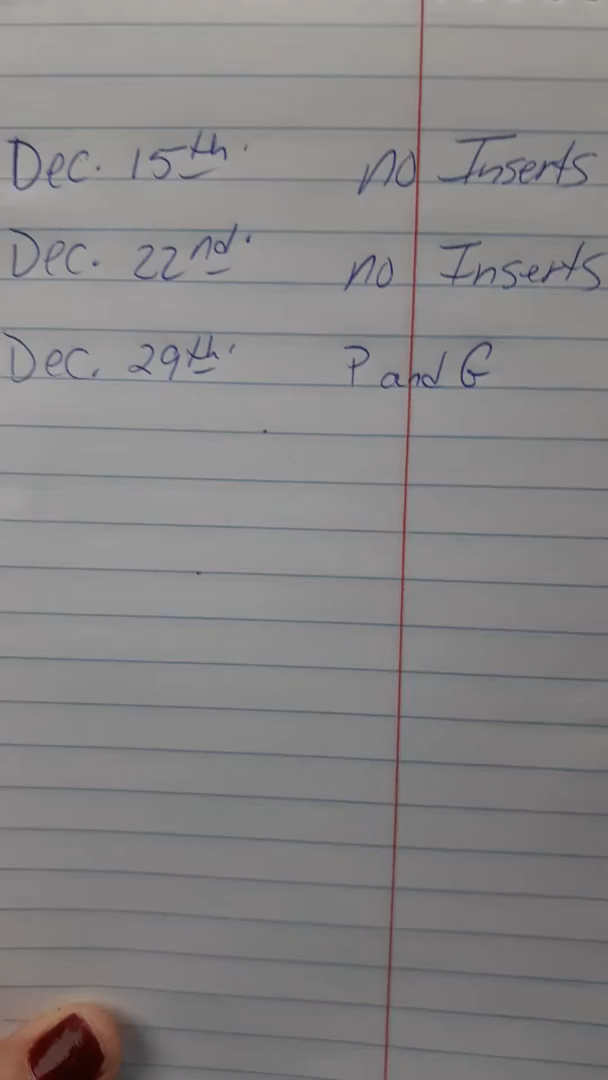 Dec. 15th. no Inserts
Dec. 22nd. no Inserts
Dec. 29th. P and G